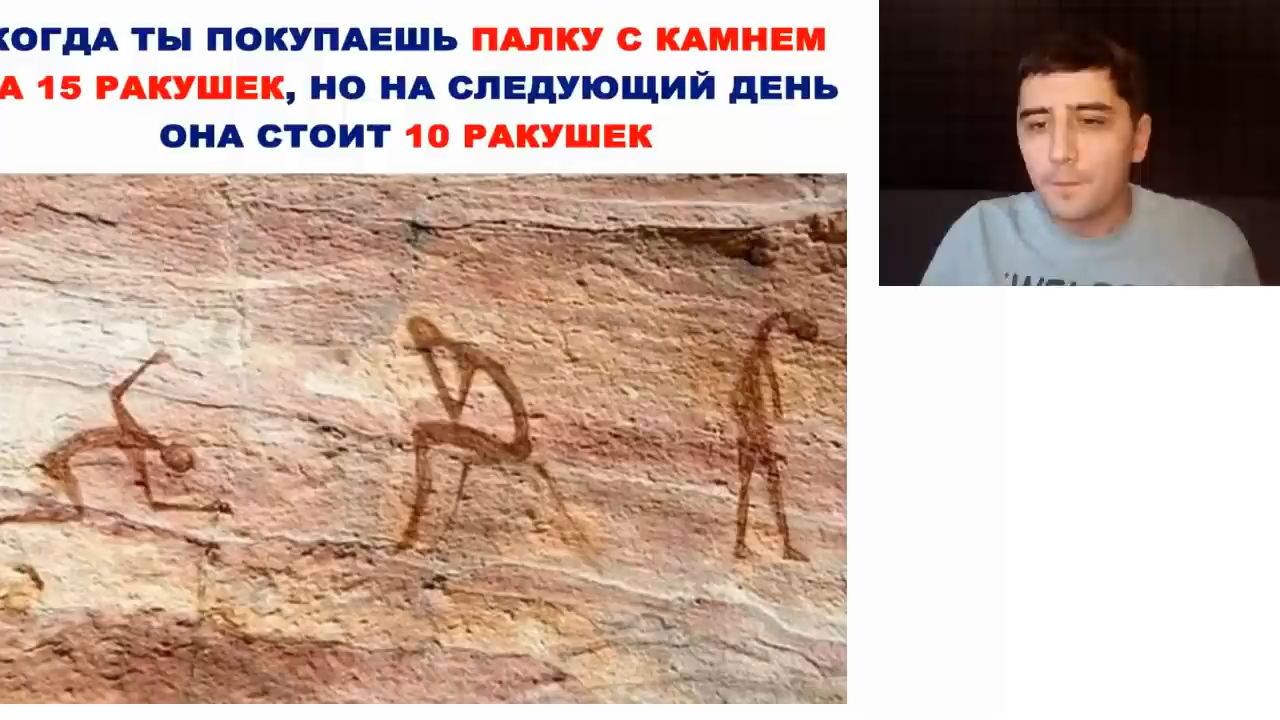 КОГДА ТЫ ПОКУПАЕШЬ ПАЛКУ С КАМНЕМ
А 15 РАКУШЕК, НО НА СЛЕДУЮЩИЙ ДЕНЬ
ОНА СТОИТ 10 РАКУШЕК